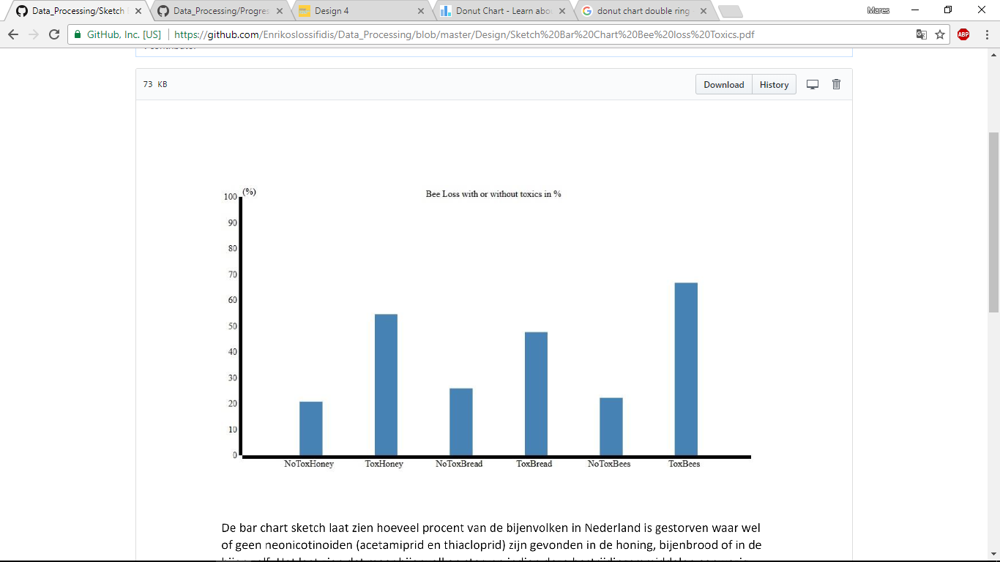 Data_Processing/Sketch
Data_Processing/Progres
Design 4
Donut Chart - Learn abo
donut chart double ring
Mares
GitHub, Inc. [US]
https://github.com/Enrikoslossifidis/Data_Processing/blob/master/Design/Sketch%20Bar%20Chart%20Bee%20loss%20Toxics.pdf
ABP
73 KB
Download
History
(%)
Bee Loss with or without toxics in %
100
90
80
70
60
50
40
30
20
10
0
NoToxHoney
ToxHoney
NoToxBread
ToxBread
NoToxBees
ToxBees
De bar chart sketch laat zien hoeveel procent van de bijenvolken in Nederland is gestorven waar wel
of geen neonicotinoiden (acetamiprid en thiacloprid) zijn gevonden in de honing, bijenbrood of in de